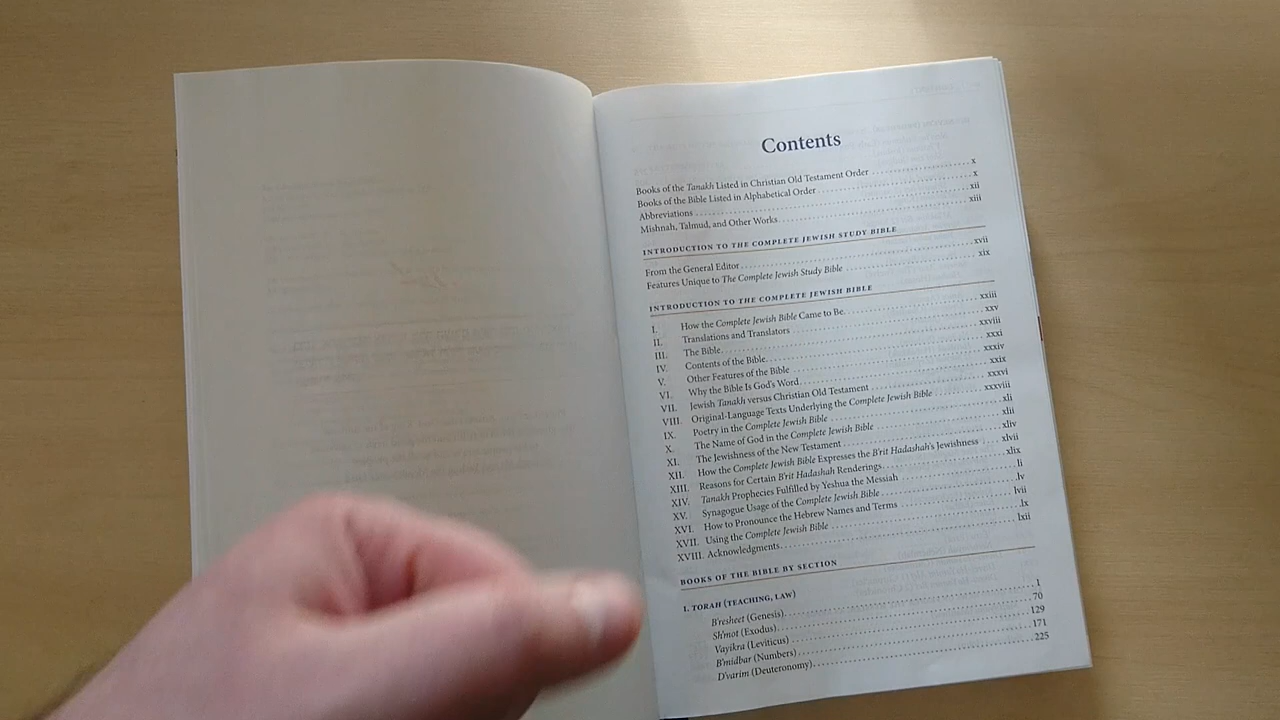 Contents
Books of the Tanakh Listed in Christian Old Testament Order x
Books of the Bible Listed in Alphabetical Order x
Abbreviations xii
Mishnah, Talmud, and Other Works xiii
INTRODUCTION TO THE COMPLETE JEWISH STUDY BIBLE
From the General Editor xvii
Features Unique to The Complete Jewish Study Bible xix
INTRODUCTION TO THE COMPLETE JEWISH BIBLE
I. How the Complete Jewish Bible Came to Be xxiii
II. Translations and Translators xxv
III. The Bible xxviii
IV. Contents of the Bible xxxi
V. Other Features of the Bible xxxiv
VI. Why the Bible Is God's Word xxix
VII. Jewish Tanakh versus Christian Old Testament xxxvi
VIII. Original-Language Texts Underlying the Complete Jewish Bible xxxviii
IX. Poetry in the Complete Jewish Bible xli
X. The Name of God in the Complete Jewish Bible xlii
XI. The Jewishness of the New Testament xliv
XII. How the Complete Jewish Bible Expresses the B'rit Hadashah's Jewishness xlvii
XIII. Reasons for Certain B'rit Hadashah Renderings xlix
XIV. Tanakh Prophecies Fulfilled by Yeshua the Messiah li
XV. Synagogue Usage of the Complete Jewish Bible lv
XVI. How to Pronounce the Hebrew Names and Terms lvii
XVII. Using the Complete Jewish Bible lx
XVIII. Acknowledgments lxii
BOOKS OF THE BIBLE BY SECTION
I. TORAH (TEACHING, LAW)
B'resheet (Genesis) 1
Sh'mot (Exodus) 70
Vayikra (Leviticus) 129
B'midbar (Numbers) 171
D'varim (Deuteronomy) 225